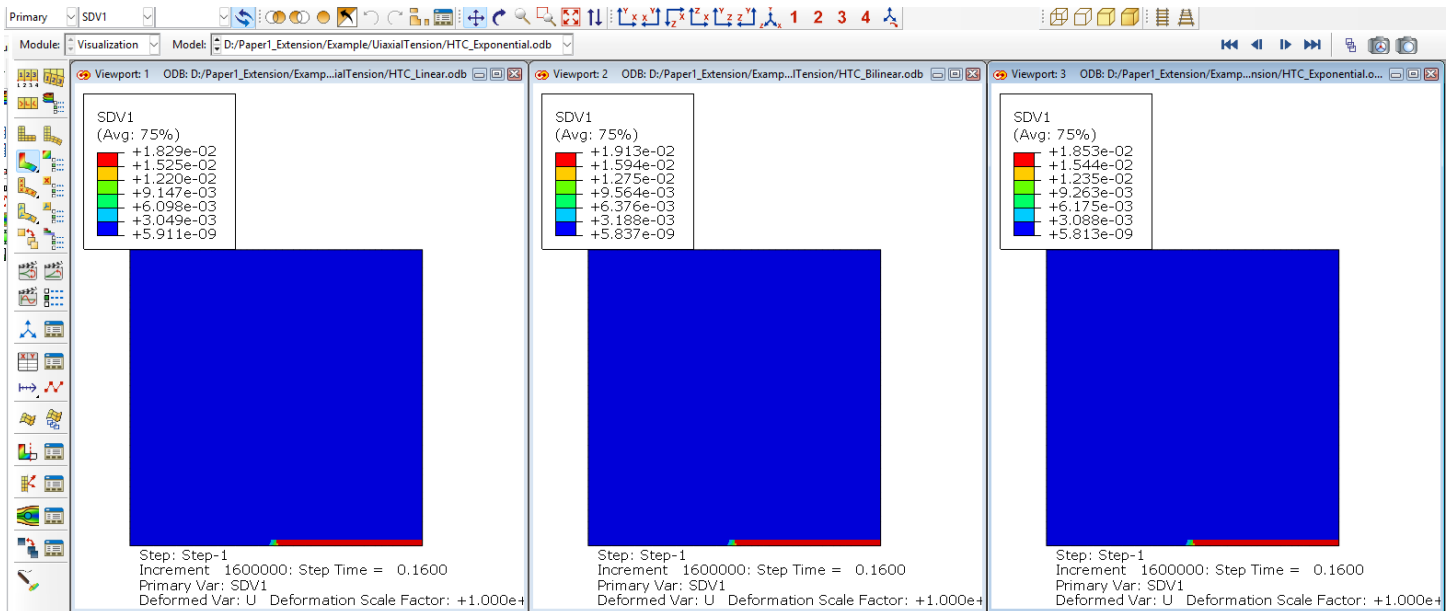 Primary SDV1
1 2 3 4
Module: Visualization Model: D:/Paper1_Extension/Example/UiaxialTension/HTC_Exponential.odb
Viewport: 1 ODB: D:/Paper1_Extension/Examp...ialTension/HTC_Linear.odb
SDV1
(Avg: 75%)
+1.829e-02
+1.525e-02
+1.220e-02
+9.147e-03
+6.098e-03
+3.049e-03
+5.911e-09
Step: Step-1
Increment 1600000: Step Time = 0.1600
Primary Var: SDV1
Deformed Var: U Deformation Scale Factor: +1.000e+
Viewport: 2 ODB: D:/Paper1_Extension/Examp...lTension/HTC_Bilinear.odb
SDV1
(Avg: 75%)
+1.913e-02
+1.594e-02
+1.275e-02
+9.564e-03
+6.376e-03
+3.188e-03
+5.837e-09
Step: Step-1
Increment 1600000: Step Time = 0.1600
Primary Var: SDV1
Deformed Var: U Deformation Scale Factor: +1.000e+
Viewport: 3 ODB: D:/Paper1_Extension/Examp...nsion/HTC_Exponential.o...
SDV1
(Avg: 75%)
+1.853e-02
+1.544e-02
+1.235e-02
+9.263e-03
+6.175e-03
+3.088e-03
+5.813e-09
Step: Step-1
Increment 1600000: Step Time = 0.1600
Primary Var: SDV1
Deformed Var: U Deformation Scale Factor: +1.000e+